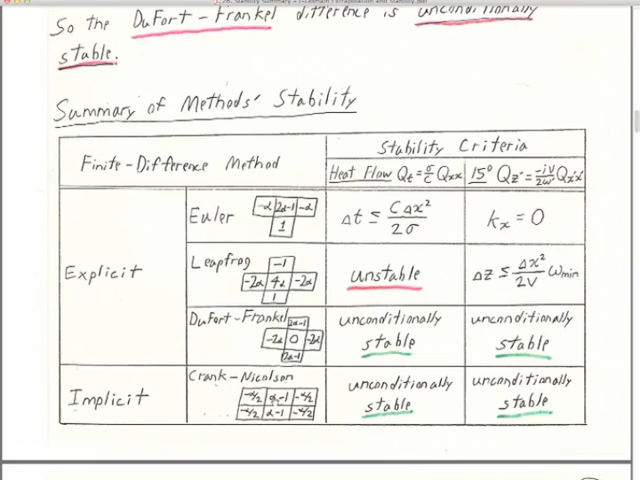 So the DuFort-Frankel difference is unconditionally
stable.
Summary of Methods' Stability
Finite-Difference Method
Stability Criteria
Heat Flow Qt = σ/C Qxx
15° Qz' = -iv/2ω Qx'x'
Explicit
Euler
-α 2α-1 -α
1
Δt ≤ CΔx²/2σ
kx = 0
Leapfrog
-1
-2α 4α -2α
1
unstable
Δz ≤ Δx²/2V ωmin
DuFort-Frankel
2α-1
-2α 0 -2α
2α-1
unconditionally
stable
unconditionally
stable
Implicit
Crank-Nicolson
-α/2 α-1 -α/2
-α/2 α-1 -α/2
unconditionally
stable
unconditionally
stable